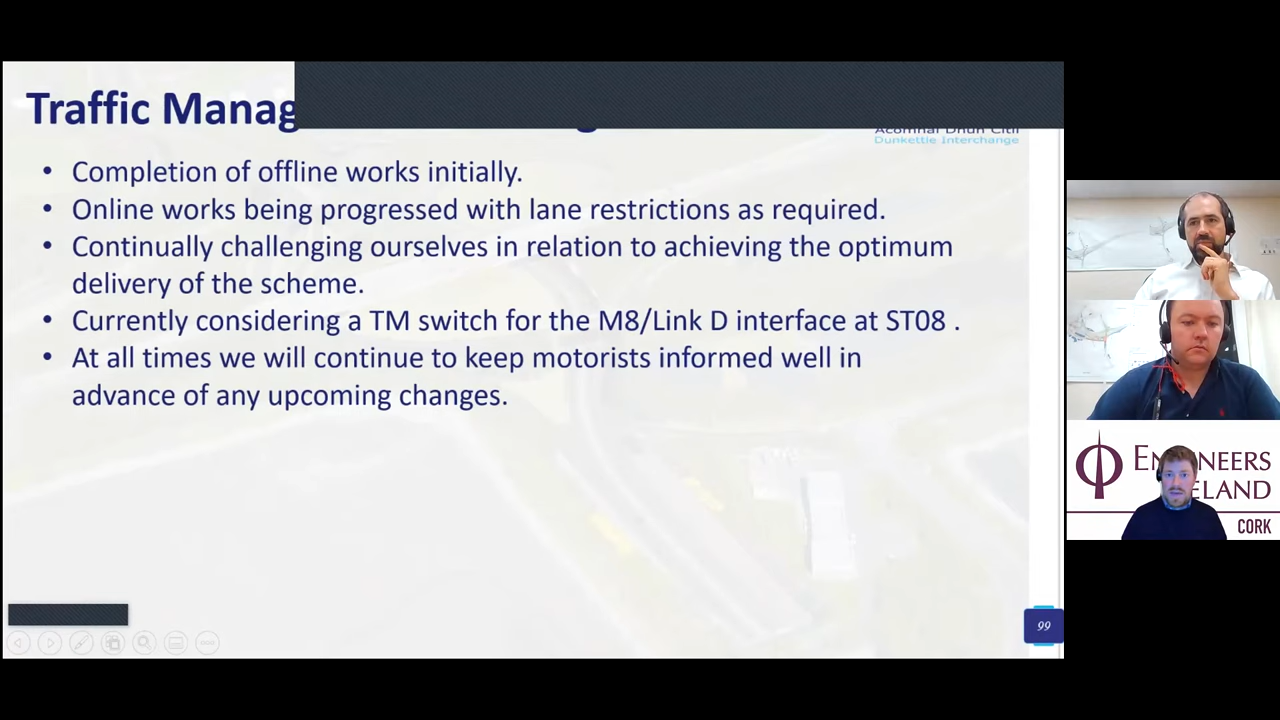 Traffic Manag
Acomhal Dhún Citil
Dunkettle Interchange
• Completion of offline works initially.
• Online works being progressed with lane restrictions as required.
• Continually challenging ourselves in relation to achieving the optimum
delivery of the scheme.
• Currently considering a TM switch for the M8/Link D interface at ST08 .
• At all times we will continue to keep motorists informed well in
advance of any upcoming changes.
99
CORK